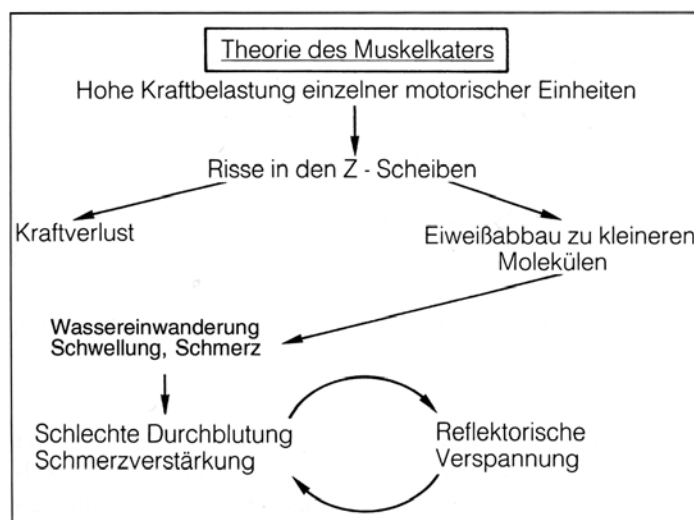 Theorie des Muskelkaters
Hohe Kraftbelastung einzelner motorischer Einheiten
Risse in den Z - Scheiben
Kraftverlust
Eiweißabbau zu kleineren
Molekülen
Wassereinwanderung
Schwellung, Schmerz
Schlechte Durchblutung
Schmerzverstärkung
Reflektorische
Verspannung